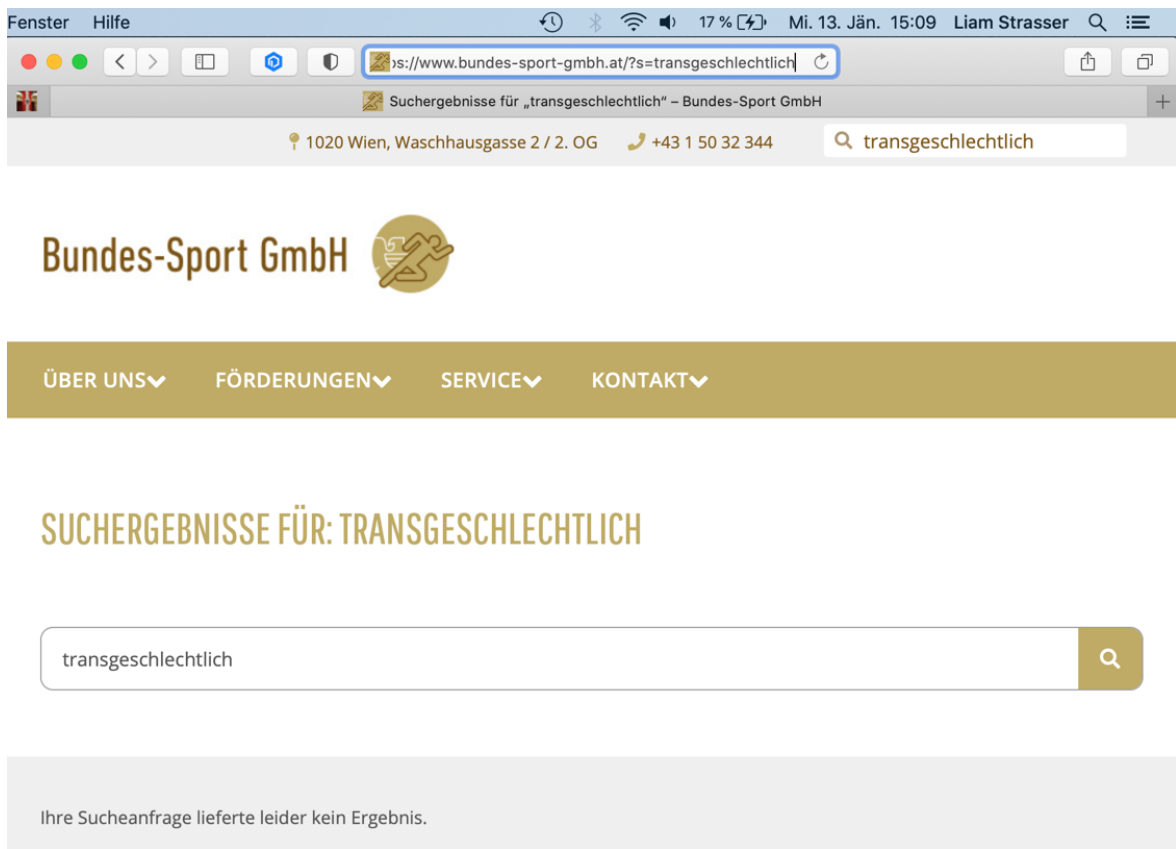 Fenster Hilfe 17 % Mi. 13. Jän. 15:09 Liam Strasser
os://www.bundes-sport-gmbh.at/?s=transgeschlechtlich
Suchergebnisse für „transgeschlechtlich“ – Bundes-Sport GmbH
1020 Wien, Waschhausgasse 2 / 2. OG +43 1 50 32 344 transgeschlechtlich
Bundes-Sport GmbH
ÜBER UNS FÖRDERUNGEN SERVICE KONTAKT
SUCHERGEBNISSE FÜR: TRANSGESCHLECHTLICH
transgeschlechtlich
Ihre Sucheanfrage lieferte leider kein Ergebnis.